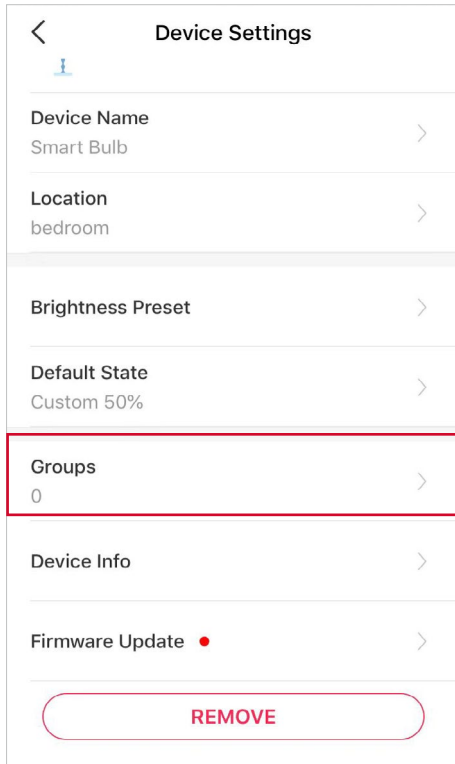 Device Settings
Device Name
Smart Bulb
Location
bedroom
Brightness Preset
Default State
Custom 50%
Groups
0
Device Info
Firmware Update
REMOVE